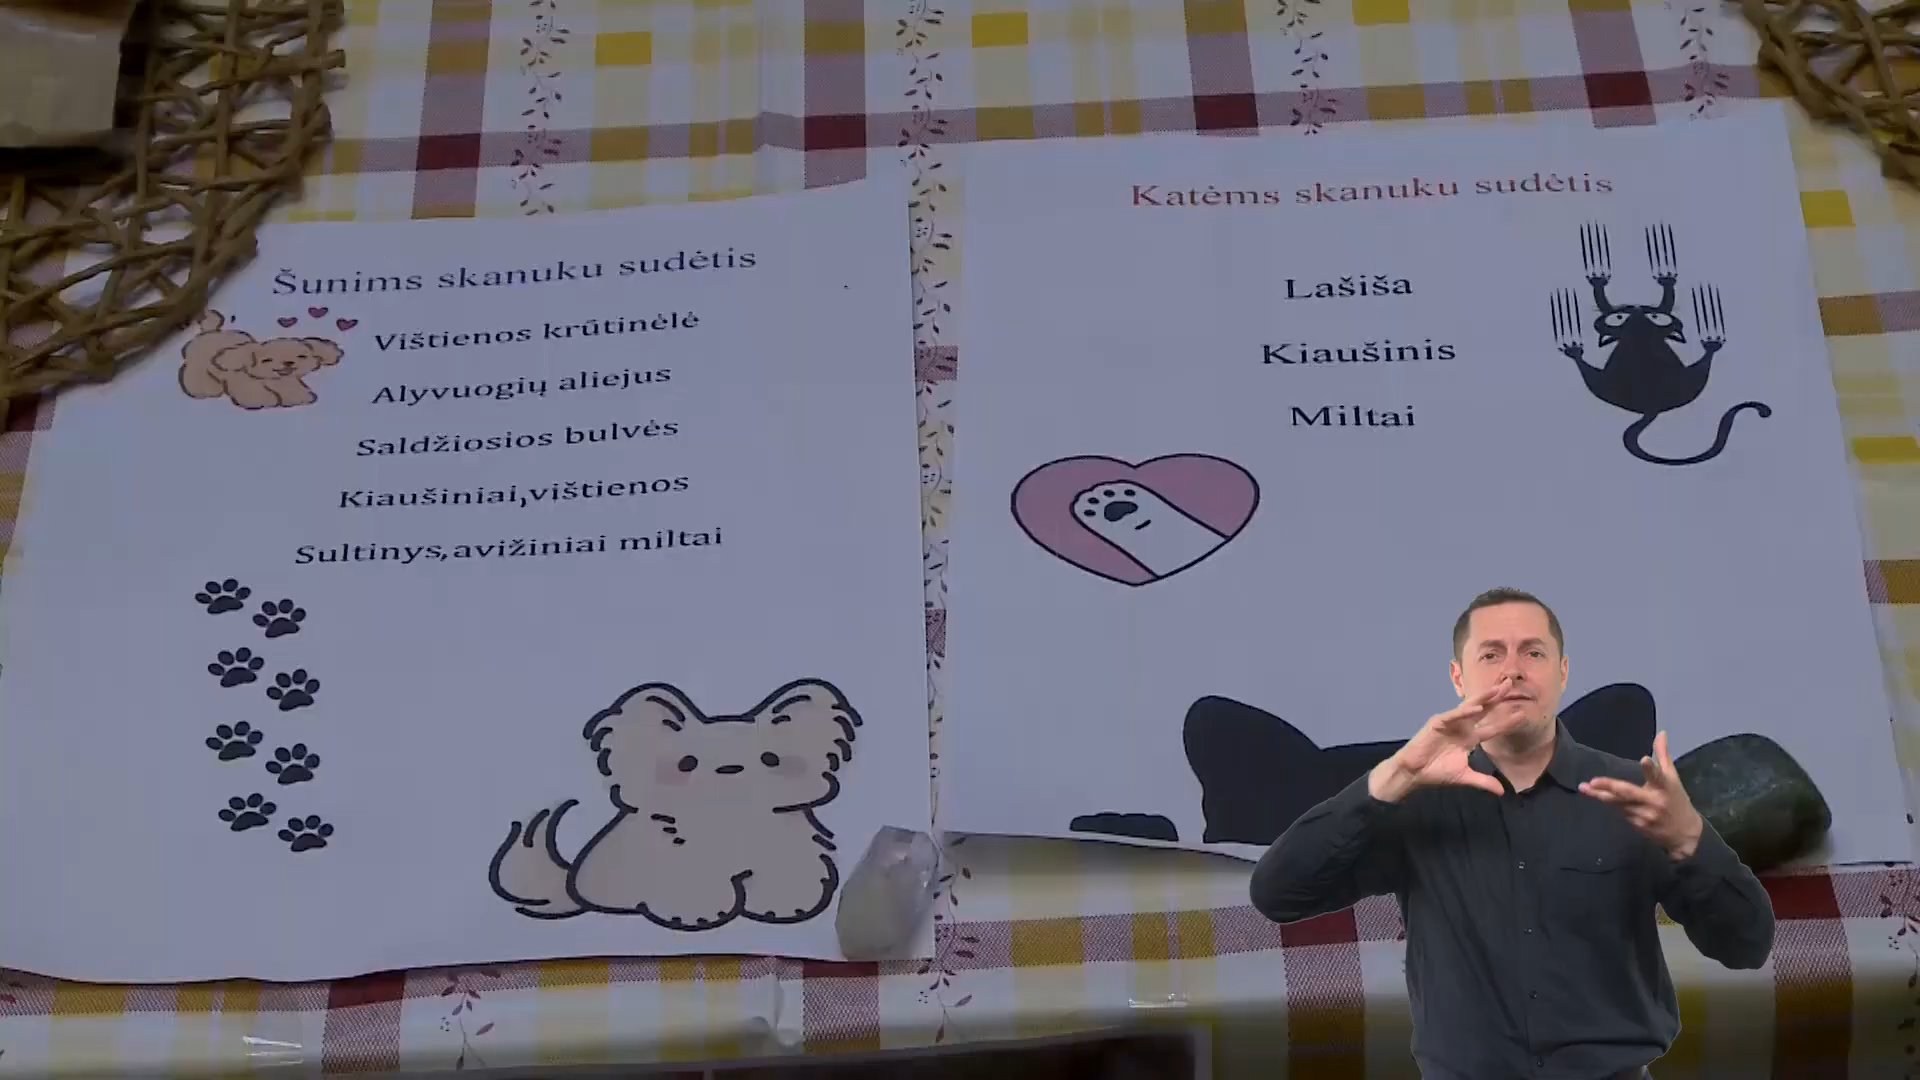 Šunims skanuku sudėtis
Vištienos krūtinėlė
Alyvuogių aliejus
Saldžiosios bulvės
Kiaušiniai,vištienos
Sultinys,avižiniai miltai
Katėms skanuku sudėtis
Lašiša
Kiaušinis
Miltai